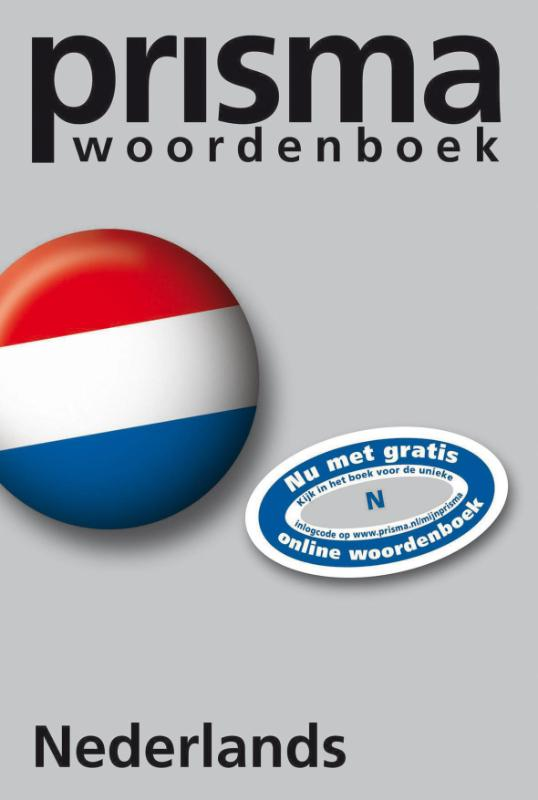 prisma
woordenboek
Nu met gratis
Kijk in het boek voor de unieke
N
inlogcode op www.prisma.nl/mijnprisma
online woordenboek
Nederlands